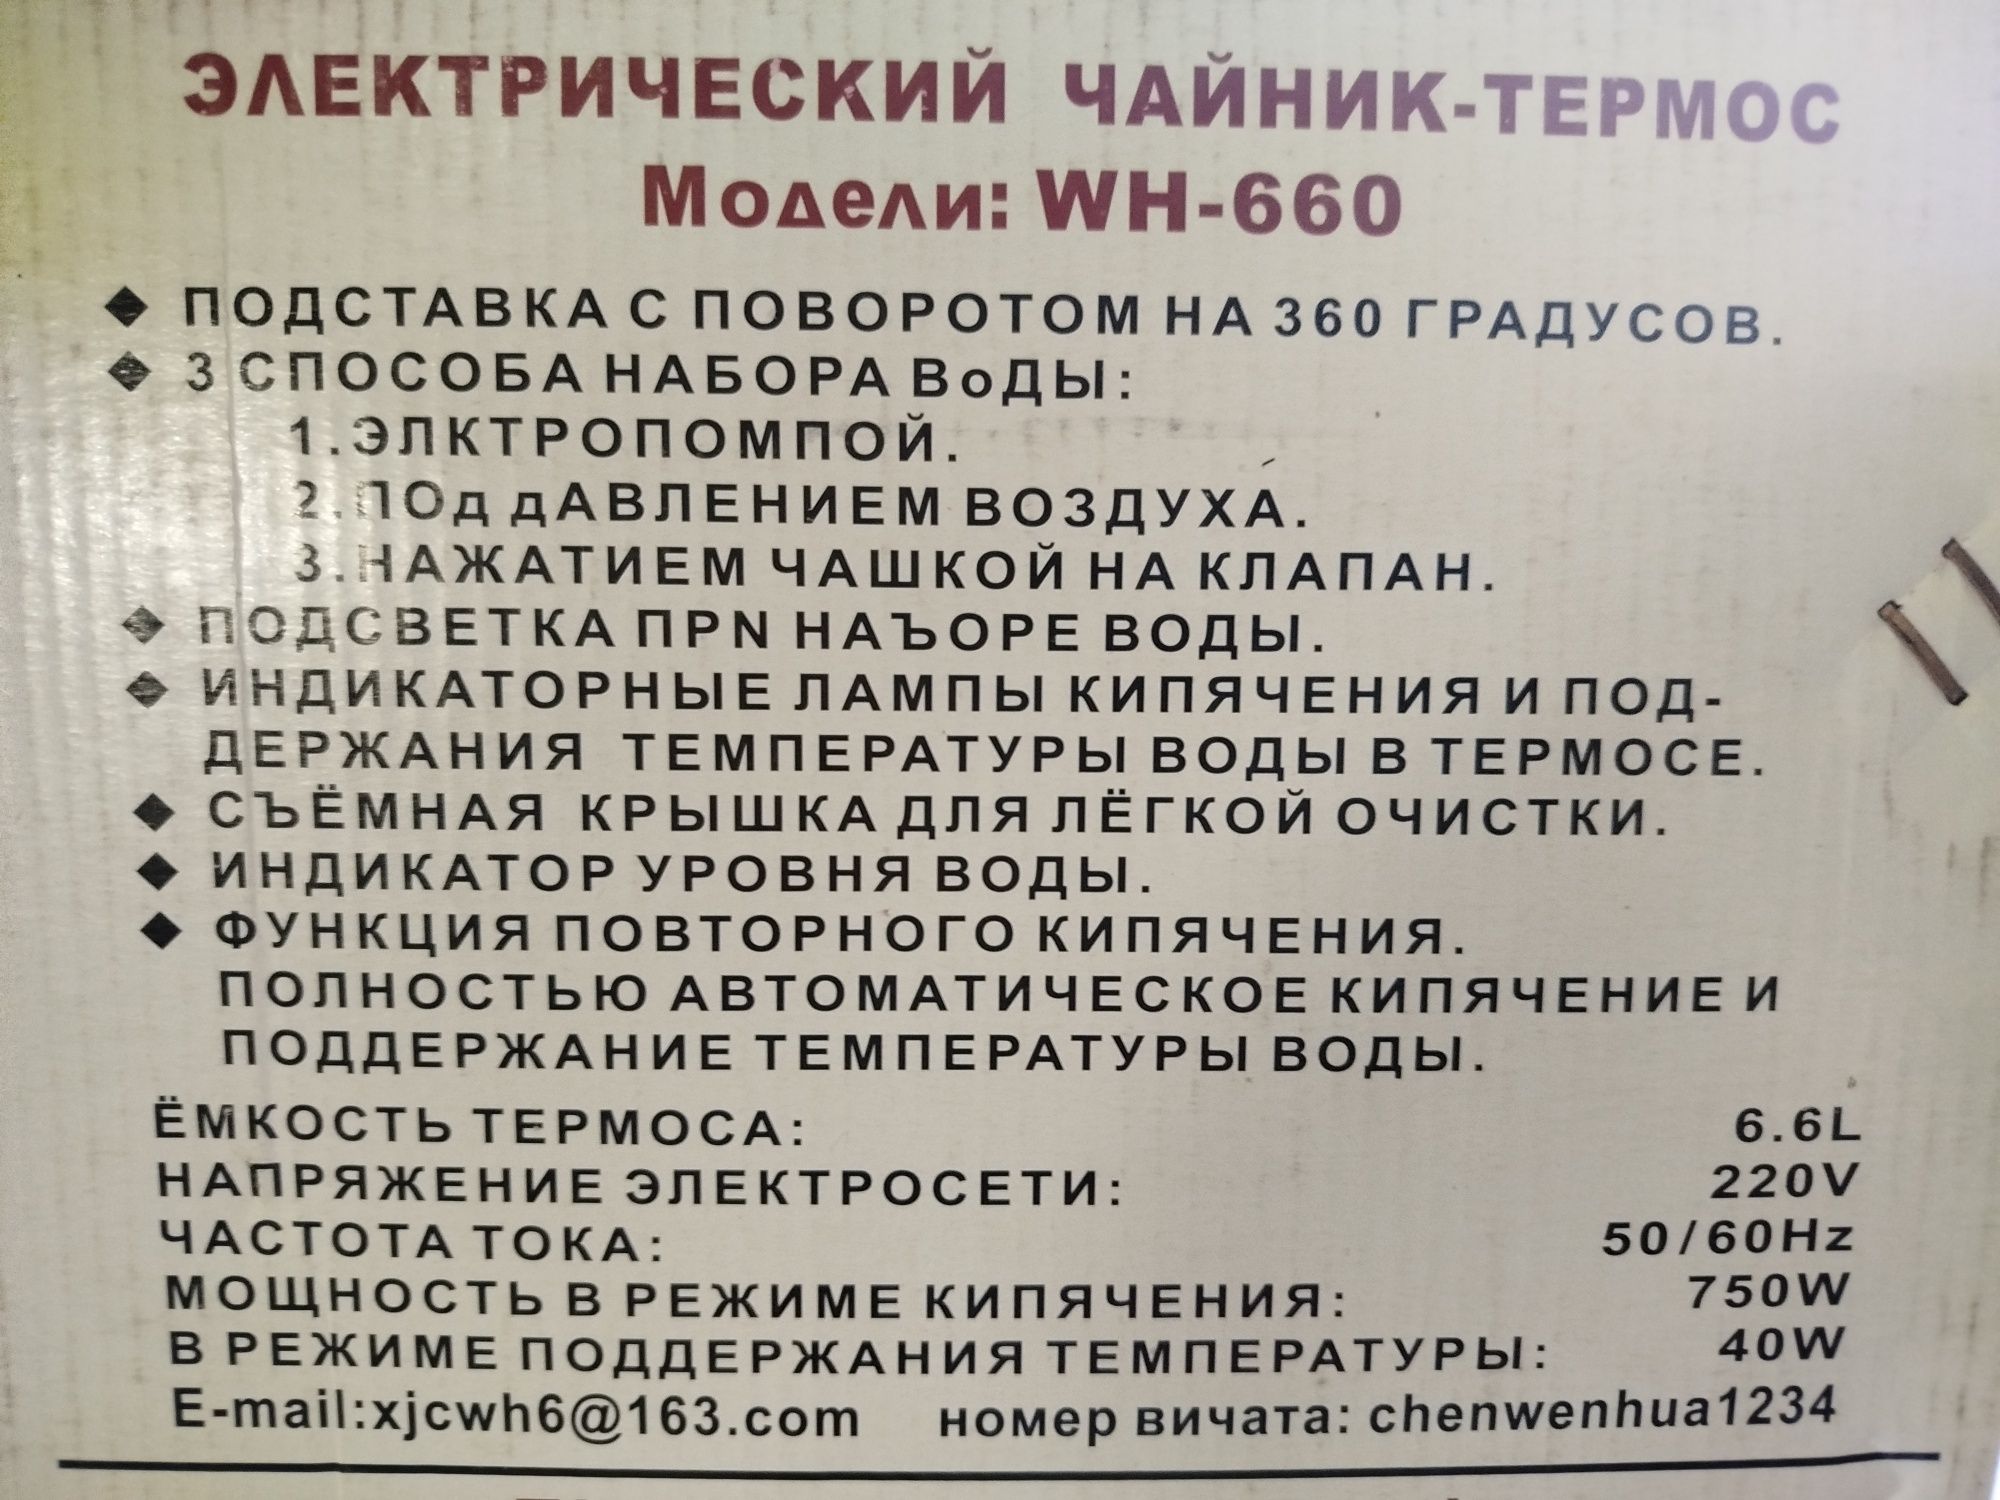 ЭЛЕКТРИЧЕСКИЙ ЧАЙНИК-ТЕРМОС
Модели: WH-660
◆ ПОДСТАВКА С ПОВОРОТОМ НА 360 ГРАДУСОВ.
◆ 3 СПОСОБА НАБОРА ВоДЫ:
1.ЭЛКТРОПОМПОЙ.
2.ПОд дАВЛЕНИЕМ ВОЗДУХА.
3.НАЖАТИЕМ ЧАШКОЙ НА КЛАПАН.
◆ ПОДСВЕТКА ПРN НАЪОРЕ ВОДЫ.
◆ ИНДИКАТОРНЫЕ ЛАМПЫ КИПЯЧЕНИЯ И ПОД-
ДЕРЖАНИЯ ТЕМПЕРАТУРЫ ВОДЫ В ТЕРМОСЕ.
◆ СЪЁМНАЯ КРЫШКА ДЛЯ ЛЁГКОЙ ОЧИСТКИ.
◆ ИНДИКАТОР УРОВНЯ ВОДЫ.
◆ ФУНКЦИЯ ПОВТОРНОГО КИПЯЧЕНИЯ.
ПОЛНОСТЬЮ АВТОМАТИЧЕСКОЕ КИПЯЧЕНИЕ И
ПОДДЕРЖАНИЕ ТЕМПЕРАТУРЫ ВОДЫ.
ЁМКОСТЬ ТЕРМОСА: 6.6L
НАПРЯЖЕНИЕ ЭЛЕКТРОСЕТИ: 220V
ЧАСТОТА ТОКА: 50/60Hz
МОЩНОСТЬ В РЕЖИМЕ КИПЯЧЕНИЯ: 750W
В РЕЖИМЕ ПОДДЕРЖАНИЯ ТЕМПЕРАТУРЫ: 40W
E-mail:xjcwh6@163.com номер вичата: chenwenhua1234